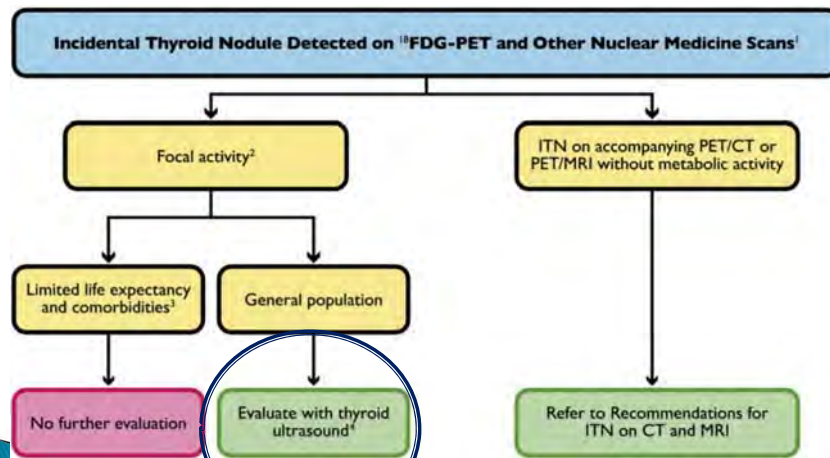 Incidental Thyroid Nodule Detected on ¹⁸FDG-PET and Other Nuclear Medicine Scans¹
Focal activity²
ITN on accompanying PET/CT or
PET/MRI without metabolic activity
Limited life expectancy
and comorbidities³
General population
No further evaluation
Evaluate with thyroid
ultrasound⁴
Refer to Recommendations for
ITN on CT and MRI